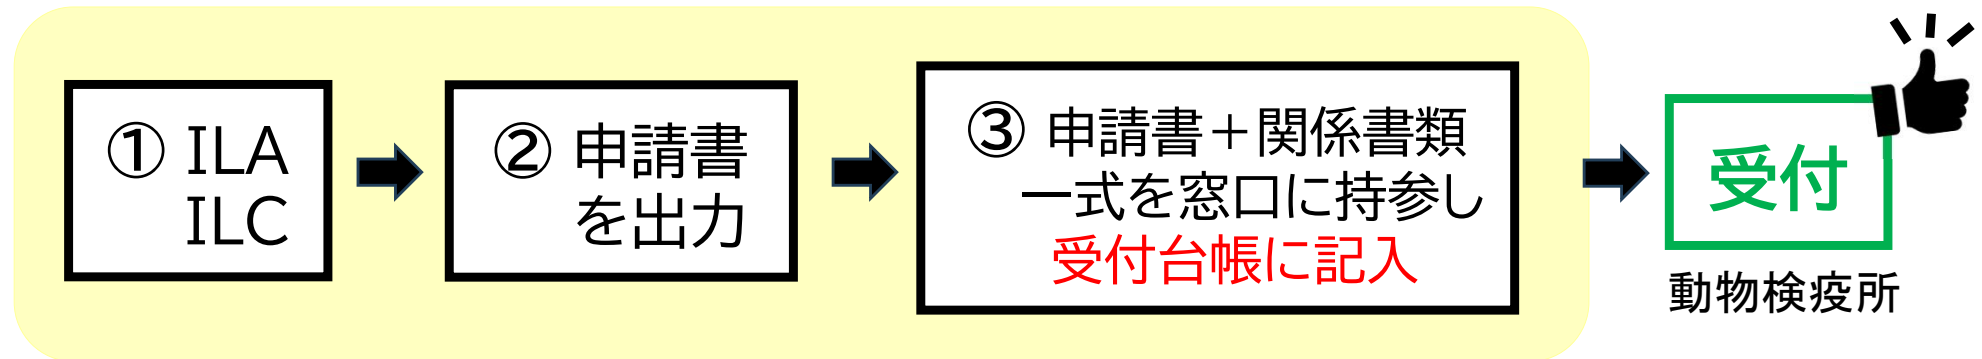 ① ILA
ILC
② 申請書
を出力
③ 申請書＋関係書類
一式を窓口に持参し
受付台帳に記入
受付
動物検疫所